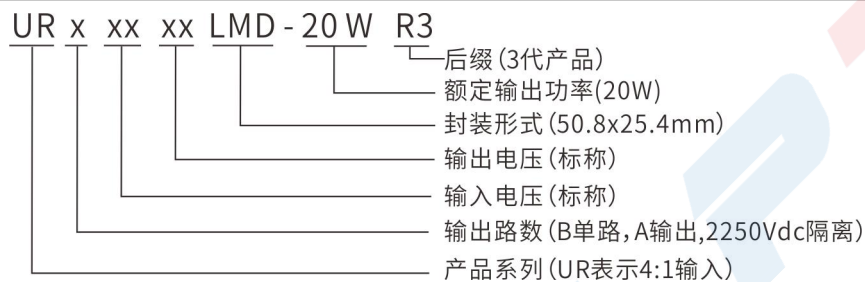 UR x xx xx LMD - 20 W R3
后缀(3代产品)
额定输出功率(20W)
封装形式(50.8x25.4mm)
输出电压(标称)
输入电压(标称)
输出路数(B单路,A输出,2250Vdc隔离)
产品系列(UR表示4:1输入)